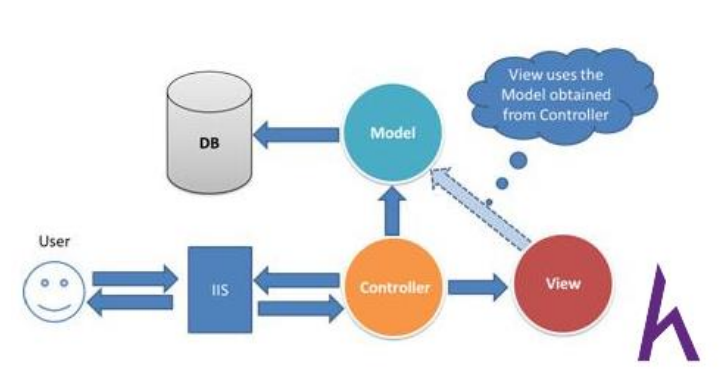 View uses the
Model obtained
from Controller
DB
Model
User
IIS
Controller
View